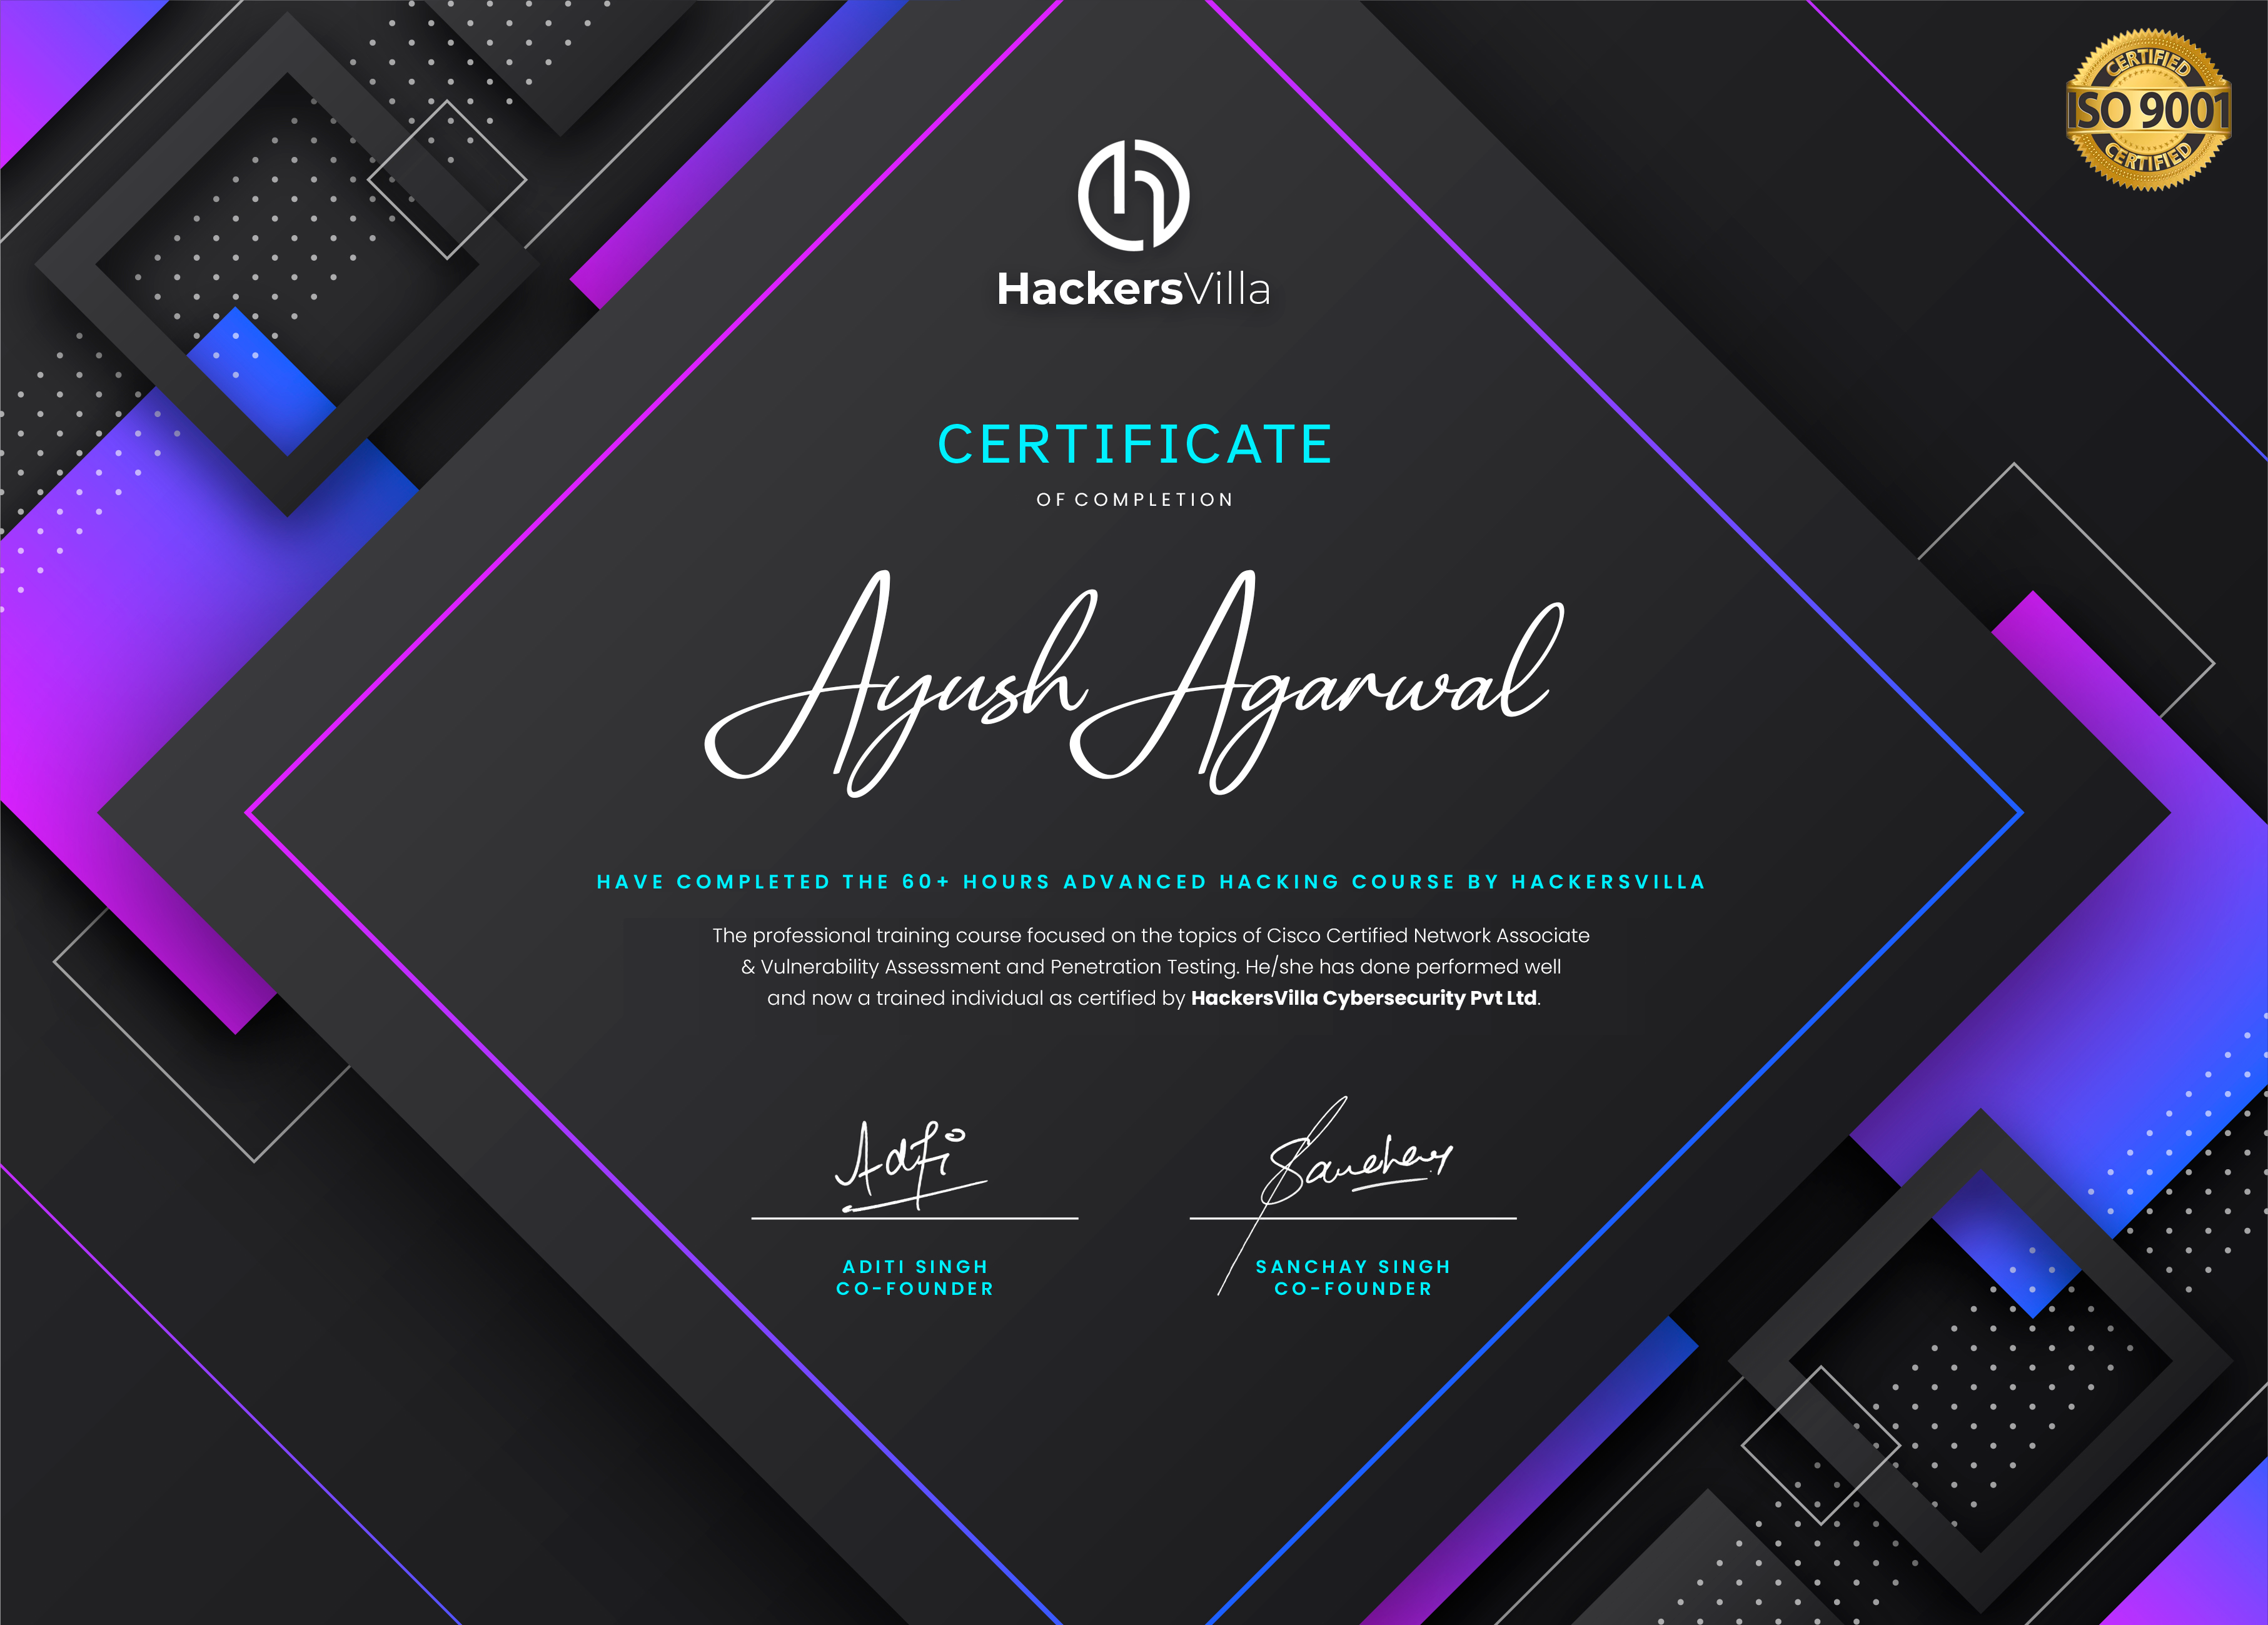 CERTIFIED
ISO 9001
CERTIFIED
HackersVilla
CERTIFICATE
OF COMPLETION
Ayush Agarwal
HAVE COMPLETED THE 60+ HOURS ADVANCED HACKING COURSE BY HACKERSVILLA
The professional training course focused on the topics of Cisco Certified Network Associate
& Vulnerability Assessment and Penetration Testing. He/she has done performed well
and now a trained individual as certified by HackersVilla Cybersecurity Pvt Ltd.
Aditi
Sanchay
ADITI SINGH
CO-FOUNDER
SANCHAY SINGH
CO-FOUNDER